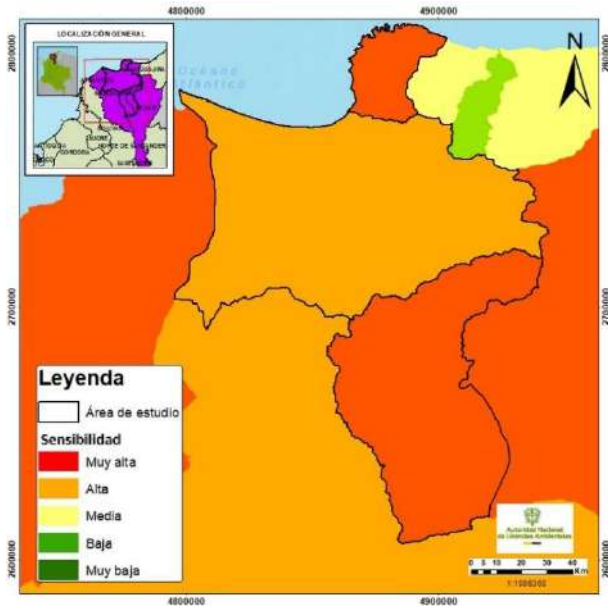 4800000
4900000
2800000
2800000
LOCALIZACIÓN GENERAL
Océano
Atlántico
N
2700000
2700000
Leyenda
Área de estudio
Sensibilidad
Muy alta
Alta
Media
Baja
Muy baja
Autoridad Nacional
de Licencias Ambientales
0 5 10 20 30 40
Km
2600000
2600000
4800000
4900000